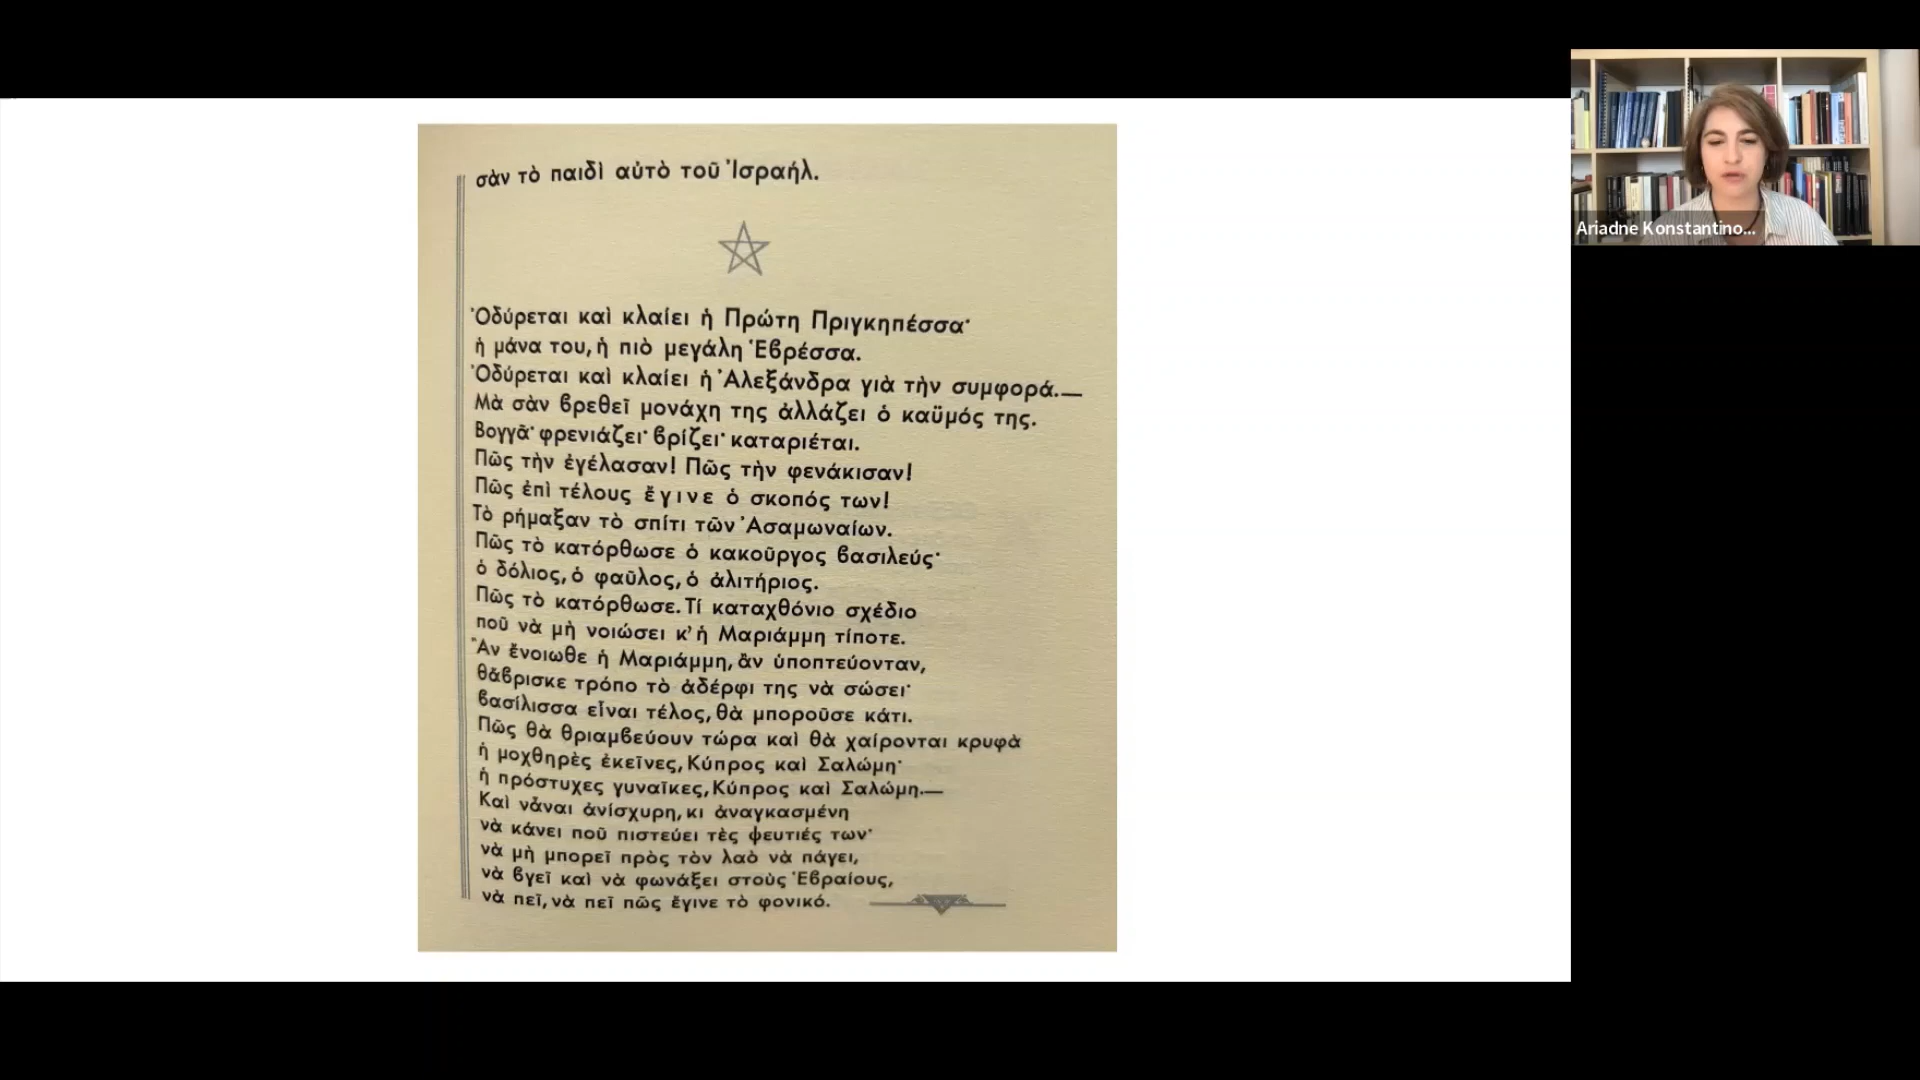 σὰν τὸ παιδὶ αὐτὸ τοῦ Ἰσραήλ.
Ὀδύρεται καὶ κλαίει ἡ Πρώτη Πριγκηπέσσα·
ἡ μάνα του, ἡ πιὸ μεγάλη Ἑβρέσσα.
Ὀδύρεται καὶ κλαίει ἡ Ἀλεξάνδρα γιὰ τὴν συμφορά.—
Μὰ σὰν βρεθεῖ μονάχη της ἀλλάζει ὁ καϋμός της.
Βογγᾶ· φρενιάζει· βρίζει· καταριέται.
Πῶς τὴν ἐγέλασαν! Πῶς τὴν φενάκισαν!
Πῶς ἐπὶ τέλους ἔγινε ὁ σκοπός των!
Τὸ ρήμαξαν τὸ σπίτι τῶν Ἀσαμωναίων.
Πῶς τὸ κατόρθωσε ὁ κακοῦργος βασιλεύς·
ὁ δόλιος, ὁ φαῦλος, ὁ ἀλιτήριος.
Πῶς τὸ κατόρθωσε. Τί καταχθόνιο σχέδιο
ποῦ νὰ μὴ νοιώσει κ’ ἡ Μαριάμμη τίποτε.
Ἂν ἔνοιωθε ἡ Μαριάμμη, ἂν ὑποπτεύονταν,
θἄβρισκε τρόπο τὸ ἀδέρφι της νὰ σώσει·
βασίλισσα εἶναι τέλος, θὰ μποροῦσε κάτι.
Πῶς θὰ θριαμβεύουν τώρα καὶ θὰ χαίρονται κρυφὰ
ἡ μοχθηρὲς ἐκεῖνες, Κύπρος καὶ Σαλώμη·
ἡ πρόστυχες γυναῖκες, Κύπρος καὶ Σαλώμη.—
Καὶ νἆναι ἀνίσχυρη, κι ἀναγκασμένη
νὰ κάνει ποῦ πιστεύει τὲς ψευτιές των·
νὰ μὴ μπορεῖ πρὸς τὸν λαὸ νὰ πάγει,
νὰ βγεῖ καὶ νὰ φωνάξει στοὺς Ἑβραίους,
νὰ πεῖ, νὰ πεῖ πῶς ἔγινε τὸ φονικό.
Ariadne Konstantino...